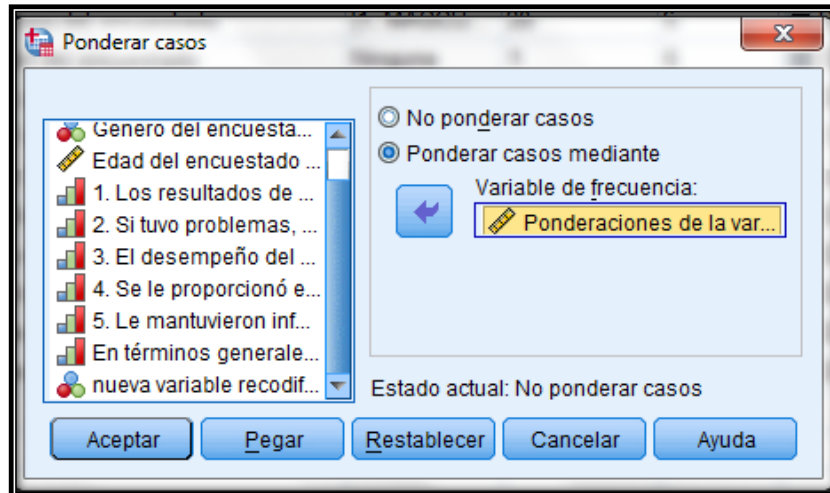 Ponderar casos
Genero del encuesta...
Edad del encuestado ...
1. Los resultados de ...
2. Si tuvo problemas, ...
3. El desempeño del ...
4. Se le proporcionó e...
5. Le mantuvieron inf...
En términos generale...
nueva variable recodif...
No ponderar casos
Ponderar casos mediante
Variable de frecuencia:
Ponderaciones de la var...
Estado actual: No ponderar casos
Aceptar Pegar Restablecer Cancelar Ayuda